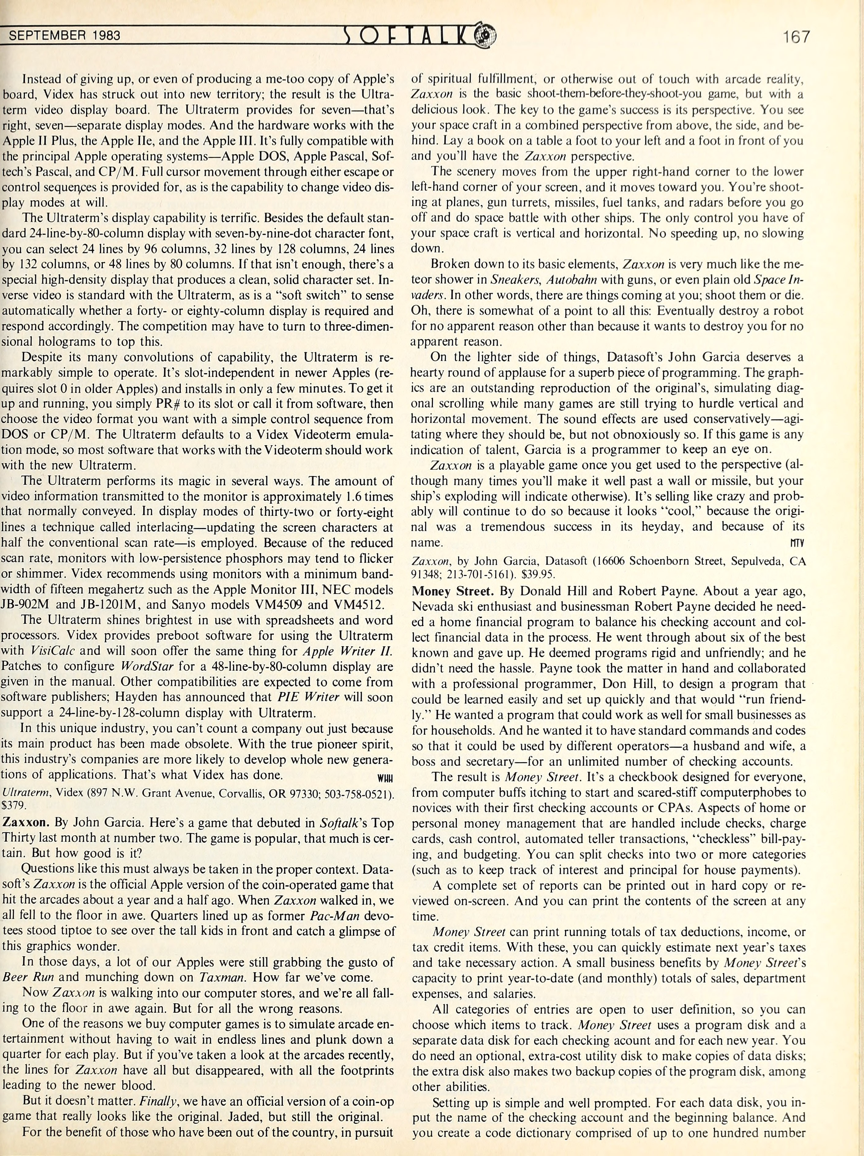 SEPTEMBER 1983
SOFTALK
167
Instead of giving up, or even of producing a me-too copy of Apple's
board, Videx has struck out into new territory; the result is the Ultra-
term video display board. The Ultraterm provides for seven—that's
right, seven—separate display modes. And the hardware works with the
Apple II Plus, the Apple IIe, and the Apple III. It's fully compatible with
the principal Apple operating systems—Apple DOS, Apple Pascal, Sof-
tech's Pascal, and CP/M. Full cursor movement through either escape or
control sequences is provided for, as is the capability to change video dis-
play modes at will.
The Ultraterm's display capability is terrific. Besides the default stan-
dard 24-line-by-80-column display with seven-by-nine-dot character font,
you can select 24 lines by 96 columns, 32 lines by 128 columns, 24 lines
by 132 columns, or 48 lines by 80 columns. If that isn't enough, there's a
special high-density display that produces a clean, solid character set. In-
verse video is standard with the Ultraterm, as is a "soft switch" to sense
automatically whether a forty- or eighty-column display is required and
respond accordingly. The competition may have to turn to three-dimen-
sional holograms to top this.
Despite its many convolutions of capability, the Ultraterm is re-
markably simple to operate. It's slot-independent in newer Apples (re-
quires slot 0 in older Apples) and installs in only a few minutes. To get it
up and running, you simply PR# to its slot or call it from software, then
choose the video format you want with a simple control sequence from
DOS or CP/M. The Ultraterm defaults to a Videx Videoterm emula-
tion mode, so most software that works with the Videoterm should work
with the new Ultraterm.
The Ultraterm performs its magic in several ways. The amount of
video information transmitted to the monitor is approximately 1.6 times
that normally conveyed. In display modes of thirty-two or forty-eight
lines a technique called interlacing—updating the screen characters at
half the conventional scan rate—is employed. Because of the reduced
scan rate, monitors with low-persistence phosphors may tend to flicker
or shimmer. Videx recommends using monitors with a minimum band-
width of fifteen megahertz such as the Apple Monitor III, NEC models
JB-902M and JB-1201M, and Sanyo models VM4509 and VM4512.
The Ultraterm shines brightest in use with spreadsheets and word
processors. Videx provides preboot software for using the Ultraterm
with VisiCalc and will soon offer the same thing for Apple Writer II.
Patches to configure WordStar for a 48-line-by-80-column display are
given in the manual. Other compatibilities are expected to come from
software publishers; Hayden has announced that PIE Writer will soon
support a 24-line-by-128-column display with Ultraterm.
In this unique industry, you can't count a company out just because
its main product has been made obsolete. With the true pioneer spirit,
this industry's companies are more likely to develop whole new genera-
tions of applications. That's what Videx has done.
Ultraterm, Videx (897 N.W. Grant Avenue, Corvallis, OR 97330; 503-758-0521).
$379.
Zaxxon. By John Garcia. Here's a game that debuted in Softalk's Top
Thirty last month at number two. The game is popular, that much is cer-
tain. But how good is it?
Questions like this must always be taken in the proper context. Data-
soft's Zaxxon is the official Apple version of the coin-operated game that
hit the arcades about a year and a half ago. When Zaxxon walked in, we
all fell to the floor in awe. Quarters lined up as former Pac-Man devo-
tees stood tiptoe to see over the tall kids in front and catch a glimpse of
this graphics wonder.
In those days, a lot of our Apples were still grabbing the gusto of
Beer Run and munching down on Taxman. How far we've come.
Now Zaxxon is walking into our computer stores, and we're all fall-
ing to the floor in awe again. But for all the wrong reasons.
One of the reasons we buy computer games is to simulate arcade en-
tertainment without having to wait in endless lines and plunk down a
quarter for each play. But if you've taken a look at the arcades recently,
the lines for Zaxxon have all but disappeared, with all the footprints
leading to the newer blood.
But it doesn't matter. Finally, we have an official version of a coin-op
game that really looks like the original. Jaded, but still the original.
For the benefit of those who have been out of the country, in pursuit
of spiritual fulfillment, or otherwise out of touch with arcade reality,
Zaxxon is the basic shoot-them-before-they-shoot-you game, but with a
delicious look. The key to the game's success is its perspective. You see
your space craft in a combined perspective from above, the side, and be-
hind. Lay a book on a table a foot to your left and a foot in front of you
and you'll have the Zaxxon perspective.
The scenery moves from the upper right-hand corner to the lower
left-hand corner of your screen, and it moves toward you. You're shoot-
ing at planes, gun turrets, missiles, fuel tanks, and radars before you go
off and do space battle with other ships. The only control you have of
your space craft is vertical and horizontal. No speeding up, no slowing
down.
Broken down to its basic elements, Zaxxon is very much like the me-
teor shower in Sneakers, Autobahn with guns, or even plain old Space In-
vaders. In other words, there are things coming at you; shoot them or die.
Oh, there is somewhat of a point to all this: Eventually destroy a robot
for no apparent reason other than because it wants to destroy you for no
apparent reason.
On the lighter side of things, Datasoft's John Garcia deserves a
hearty round of applause for a superb piece of programming. The graph-
ics are an outstanding reproduction of the original's, simulating diag-
onal scrolling while many games are still trying to hurdle vertical and
horizontal movement. The sound effects are used conservatively—agi-
tating where they should be, but not obnoxiously so. If this game is any
indication of talent, Garcia is a programmer to keep an eye on.
Zaxxon is a playable game once you get used to the perspective (al-
though many times you'll make it well past a wall or missile, but your
ship's exploding will indicate otherwise). It's selling like crazy and prob-
ably will continue to do so because it looks "cool," because the origi-
nal was a tremendous success in its heyday, and because of its
name. MTV
Zaxxon, by John Garcia, Datasoft (16606 Schoenborn Street, Sepulveda, CA
91348; 213-701-5161). $39.95.
Money Street. By Donald Hill and Robert Payne. About a year ago,
Nevada ski enthusiast and businessman Robert Payne decided he need-
ed a home financial program to balance his checking account and col-
lect financial data in the process. He went through about six of the best
known and gave up. He deemed programs rigid and unfriendly; and he
didn't need the hassle. Payne took the matter in hand and collaborated
with a professional programmer, Don Hill, to design a program that
could be learned easily and set up quickly and that would "run friend-
ly." He wanted a program that could work as well for small businesses as
for households. And he wanted it to have standard commands and codes
so that it could be used by different operators—a husband and wife, a
boss and secretary—for an unlimited number of checking accounts.
The result is Money Street. It's a checkbook designed for everyone,
from computer buffs itching to start and scared-stiff computerphobes to
novices with their first checking accounts or CPAs. Aspects of home or
personal money management that are handled include checks, charge
cards, cash control, automated teller transactions, "checkless" bill-pay-
ing, and budgeting. You can split checks into two or more categories
(such as to keep track of interest and principal for house payments).
A complete set of reports can be printed out in hard copy or re-
viewed on-screen. And you can print the contents of the screen at any
time.
Money Street can print running totals of tax deductions, income, or
tax credit items. With these, you can quickly estimate next year's taxes
and take necessary action. A small business benefits by Money Street's
capacity to print year-to-date (and monthly) totals of sales, department
expenses, and salaries.
All categories of entries are open to user definition, so you can
choose which items to track. Money Street uses a program disk and a
separate data disk for each checking acount and for each new year. You
do need an optional, extra-cost utility disk to make copies of data disks;
the extra disk also makes two backup copies of the program disk, among
other abilities.
Setting up is simple and well prompted. For each data disk, you in-
put the name of the checking account and the beginning balance. And
you create a code dictionary comprised of up to one hundred number